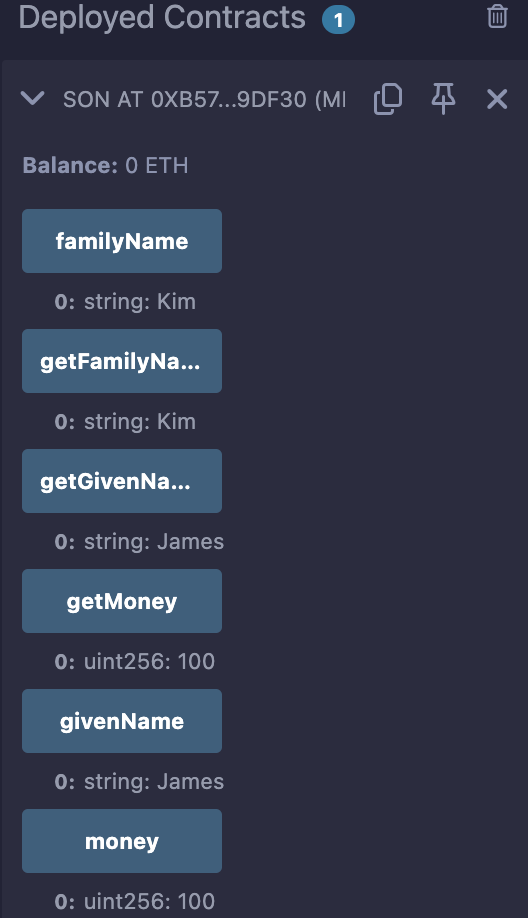 Deployed Contracts 1
SON AT 0XB57...9DF30 (MI
Balance: 0 ETH
familyName
0: string: Kim
getFamilyNa...
0: string: Kim
getGivenNa...
0: string: James
getMoney
0: uint256: 100
givenName
0: string: James
money
0: uint256: 100